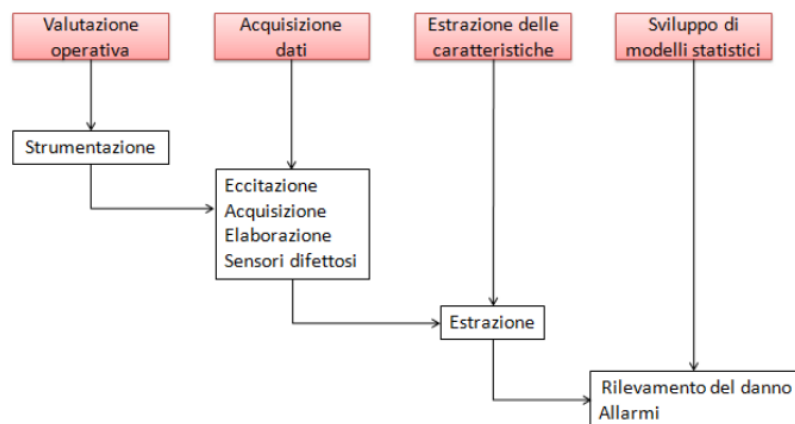 Valutazione
operativa
Acquisizione
dati
Estrazione delle
caratteristiche
Sviluppo di
modelli statistici
Strumentazione
Eccitazione
Acquisizione
Elaborazione
Sensori difettosi
Estrazione
Rilevamento del danno
Allarmi